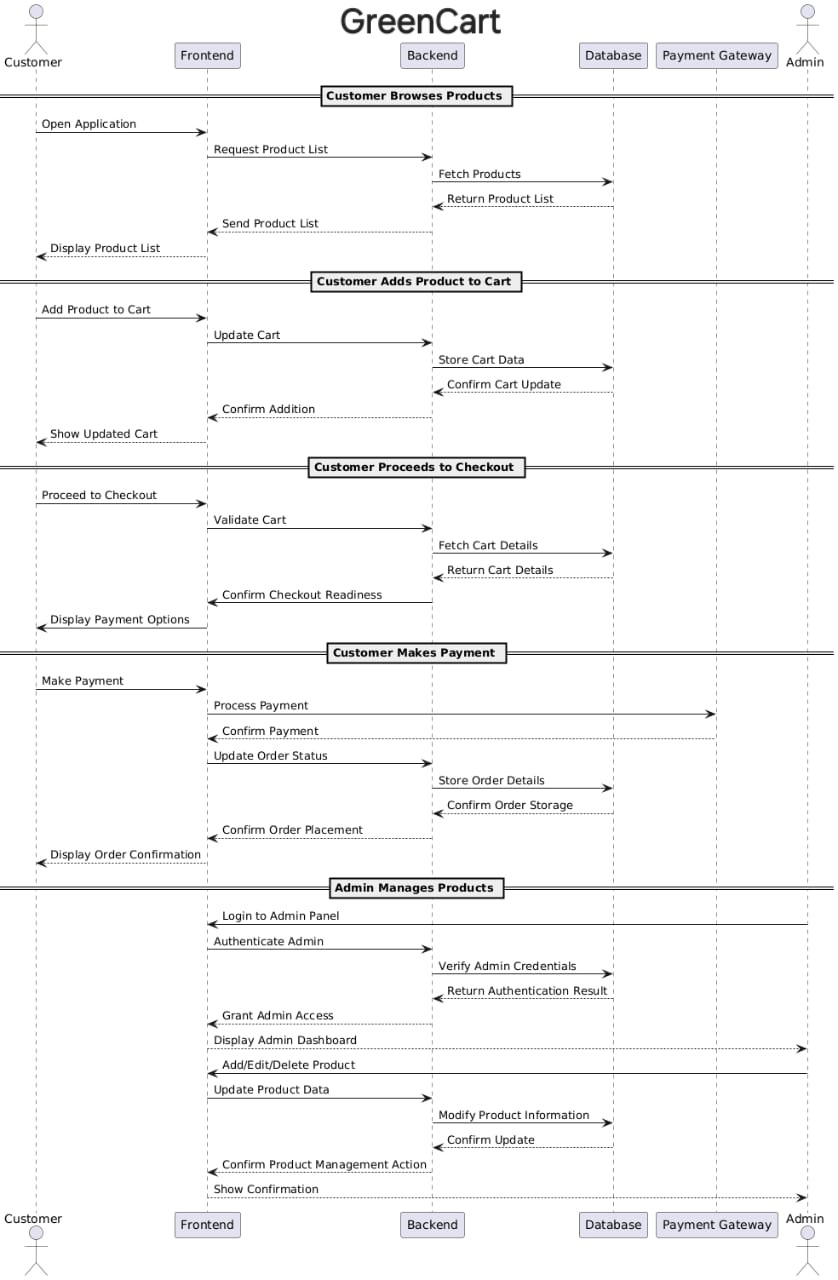 GreenCart
Customer
Frontend
Backend
Database
Payment Gateway
Admin
Customer Browses Products
Open Application
Request Product List
Fetch Products
Return Product List
Send Product List
Display Product List
Customer Adds Product to Cart
Add Product to Cart
Update Cart
Store Cart Data
Confirm Cart Update
Confirm Addition
Show Updated Cart
Customer Proceeds to Checkout
Proceed to Checkout
Validate Cart
Fetch Cart Details
Return Cart Details
Confirm Checkout Readiness
Display Payment Options
Customer Makes Payment
Make Payment
Process Payment
Confirm Payment
Update Order Status
Store Order Details
Confirm Order Storage
Confirm Order Placement
Display Order Confirmation
Admin Manages Products
Login to Admin Panel
Authenticate Admin
Verify Admin Credentials
Return Authentication Result
Grant Admin Access
Display Admin Dashboard
Add/Edit/Delete Product
Update Product Data
Modify Product Information
Confirm Update
Confirm Product Management Action
Show Confirmation
Customer
Frontend
Backend
Database
Payment Gateway
Admin